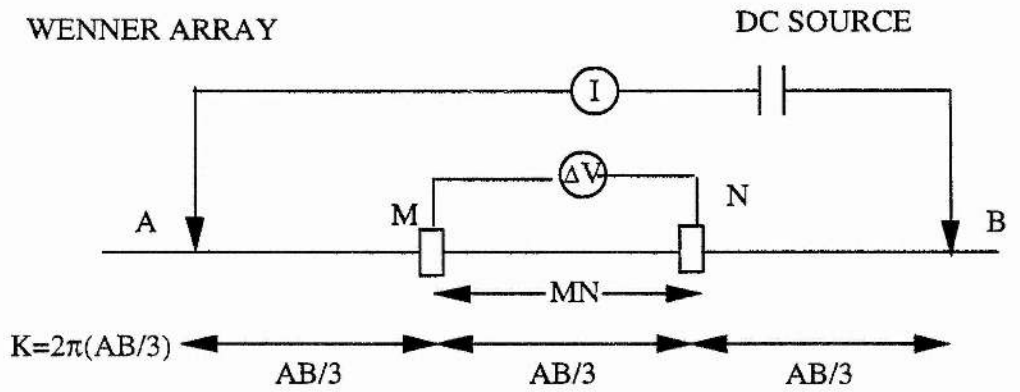 WENNER ARRAY
DC SOURCE
I
ΔV
M
N
A
B
MN
K=2π(AB/3)
AB/3
AB/3
AB/3